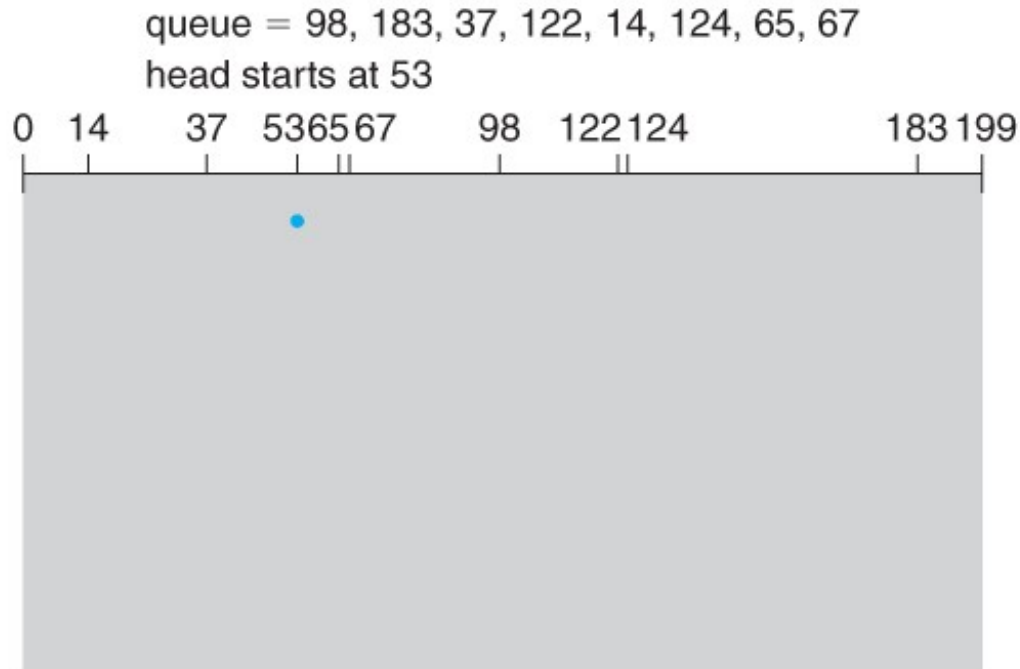 queue = 98, 183, 37, 122, 14, 124, 65, 67
head starts at 53
0 14 37 53 65 67 98 122 124 183 199